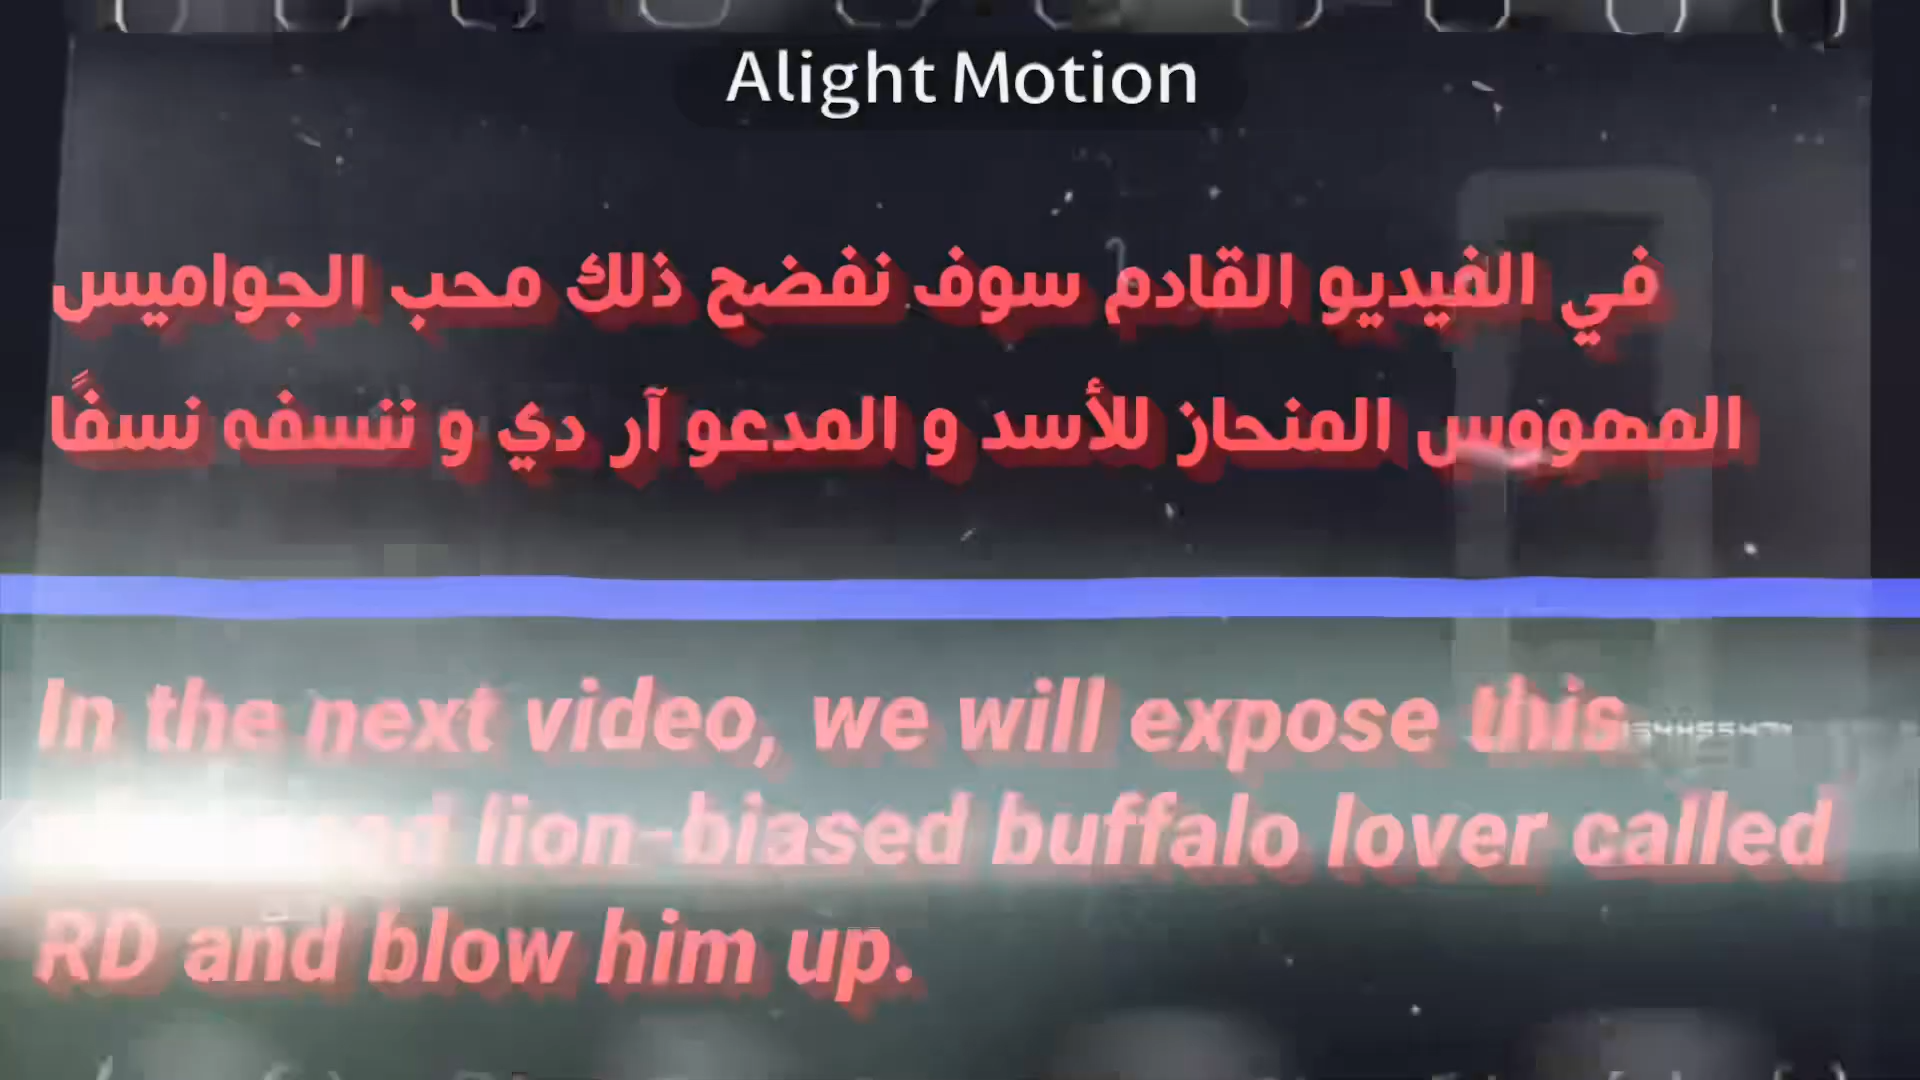 Alight Motion
في الفيديو القادم سوف نفضح ذلك محب الجواميس
المهووس المنحاز للأسد و المدعو آر دي و ننسفه نسفًا
In the next video, we will expose this
lion-biased buffalo lover called
RD and blow him up.